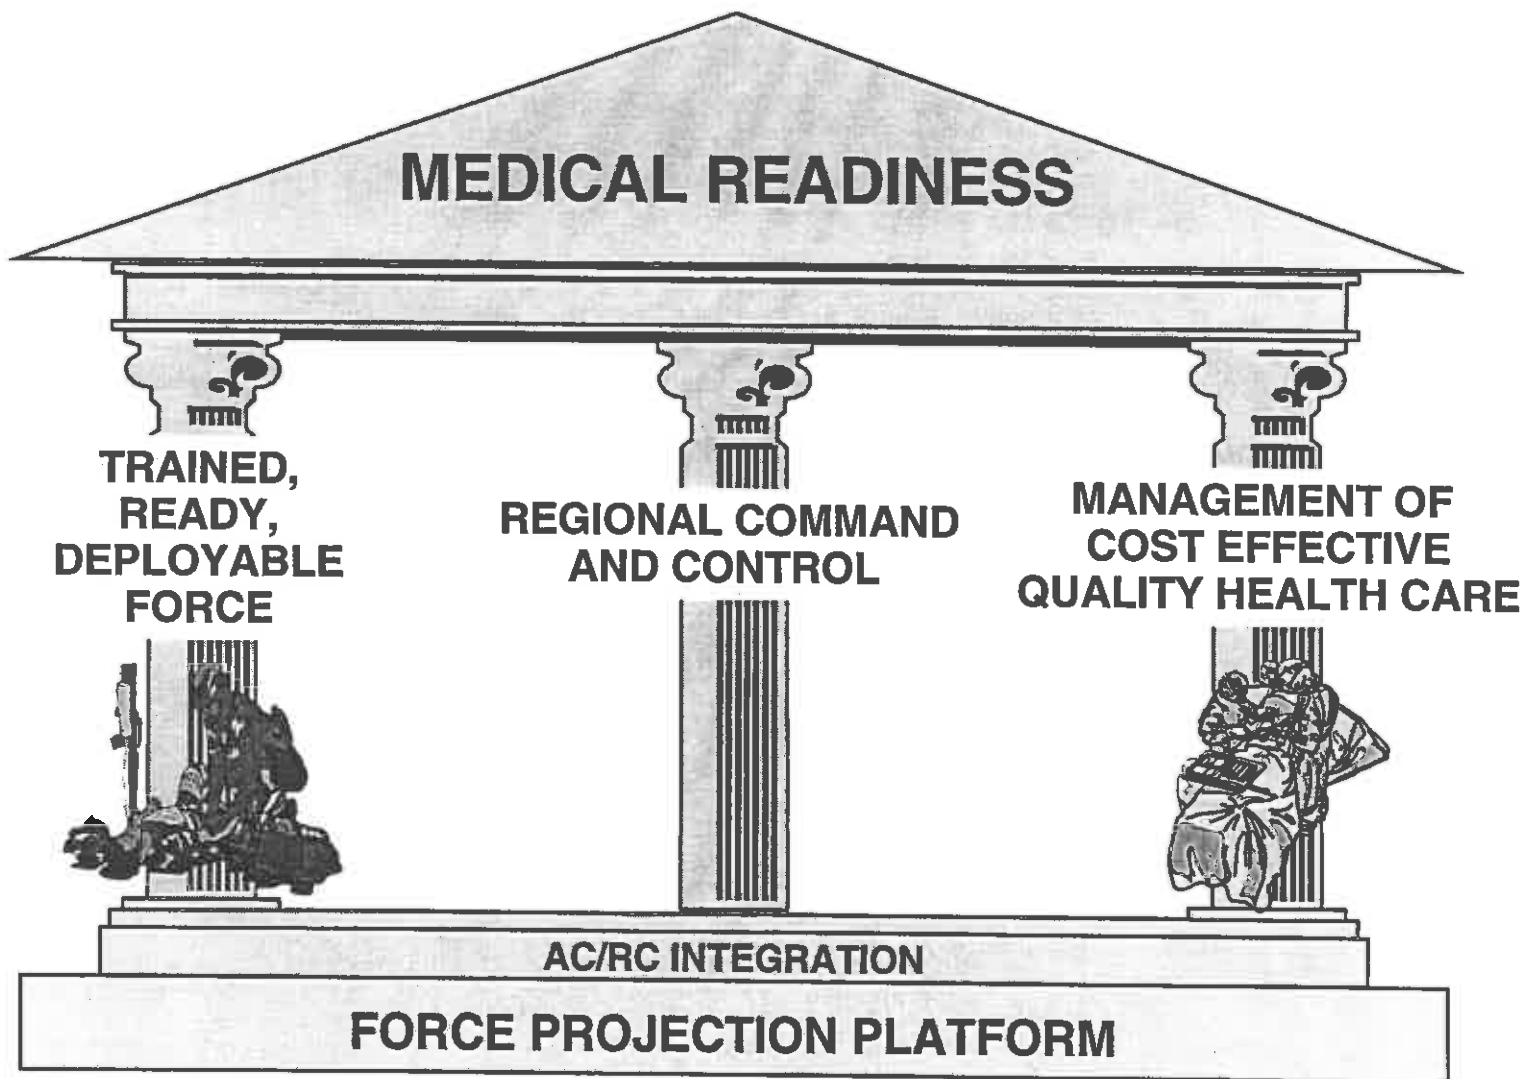 MEDICAL READINESS
TRAINED,
READY,
DEPLOYABLE
FORCE
REGIONAL COMMAND
AND CONTROL
MANAGEMENT OF
COST EFFECTIVE
QUALITY HEALTH CARE
AC/RC INTEGRATION
FORCE PROJECTION PLATFORM